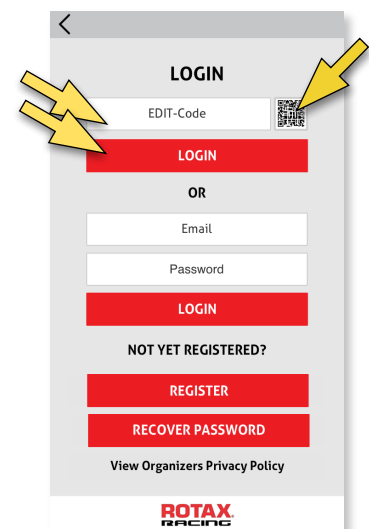 LOGIN
EDIT-Code
LOGIN
OR
Email
Password
LOGIN
NOT YET REGISTERED?
REGISTER
RECOVER PASSWORD
View Organizers Privacy Policy
ROTAX.
RACING